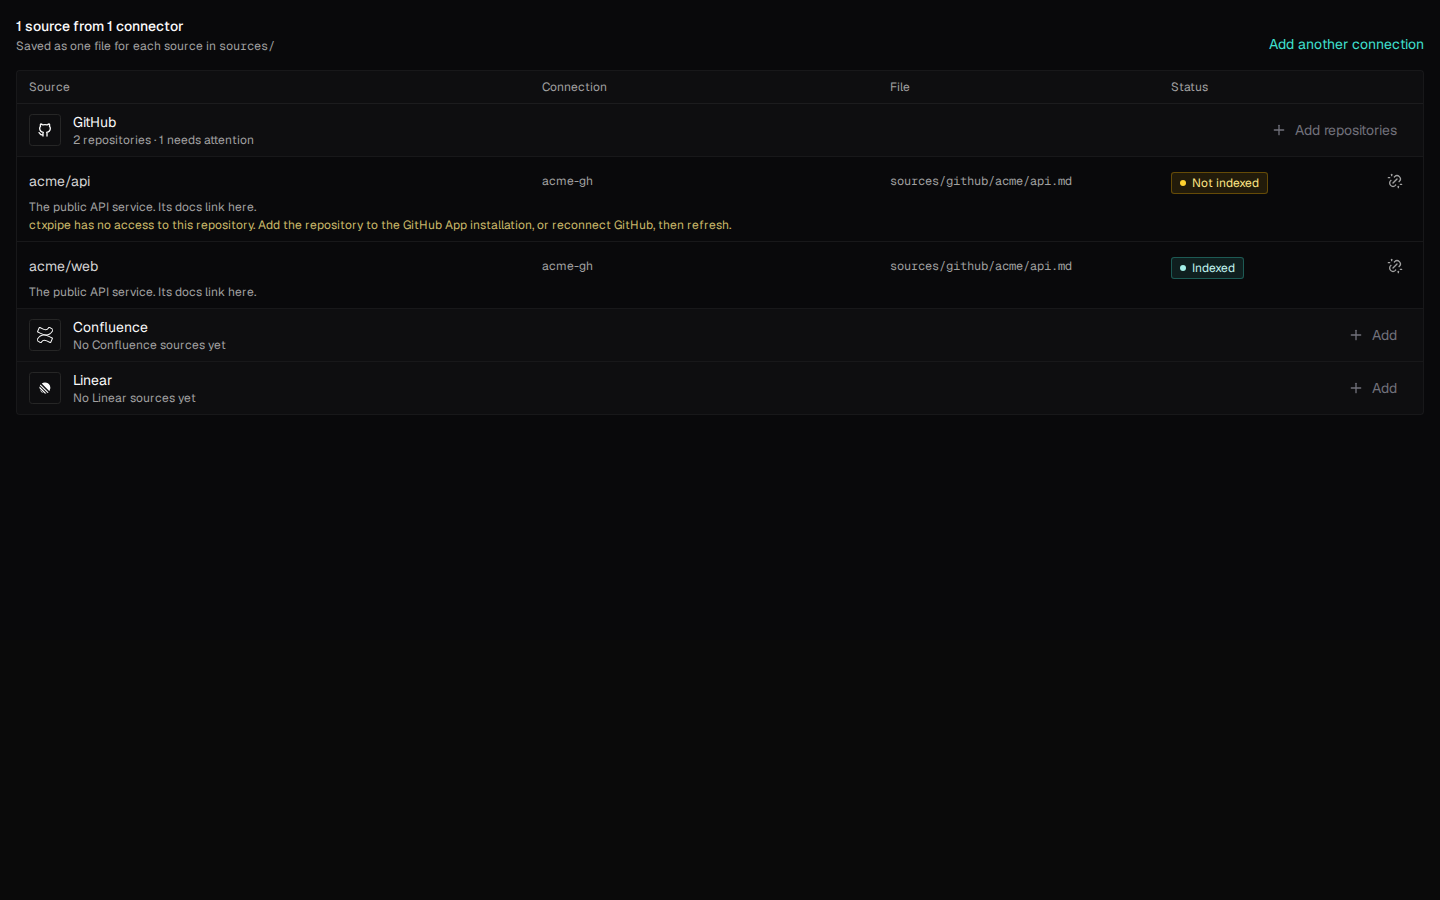 1 source from 1 connector
Saved as one file for each source in sources/
Add another connection
Source Connection File Status
GitHub
2 repositories · 1 needs attention
Add repositories
acme/api acme-gh sources/github/acme/api.md Not indexed
The public API service. Its docs link here.
ctxpipe has no access to this repository. Add the repository to the GitHub App installation, or reconnect GitHub, then refresh.
acme/web acme-gh sources/github/acme/api.md Indexed
The public API service. Its docs link here.
Confluence
No Confluence sources yet
Add
Linear
No Linear sources yet
Add